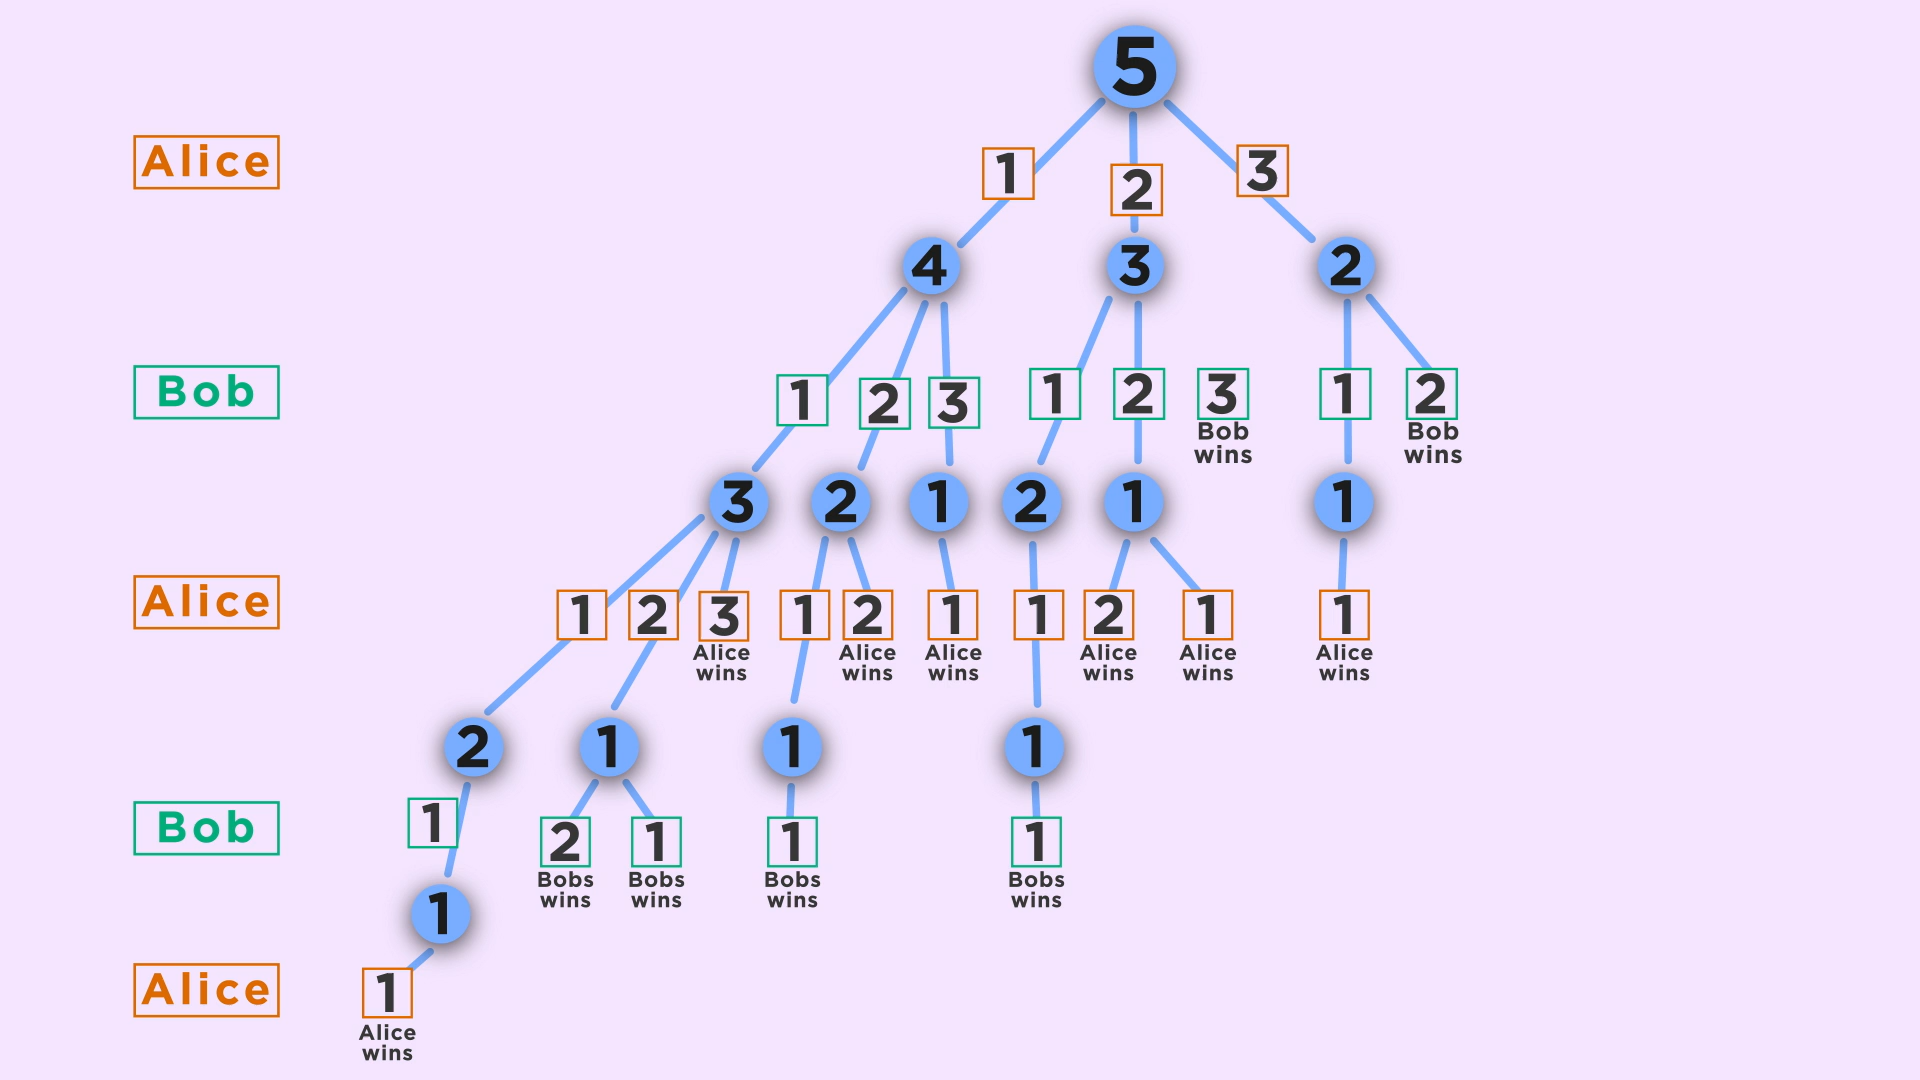 5
Alice
1 2 3
4 3 2
Bob
1 2 3 1 2 3 1 2
Bob Bob
wins wins
3 2 1 2 1 1
Alice
1 2 3 1 2 1 1 2 1 1
Alice Alice Alice Alice Alice Alice
wins wins wins wins wins wins
2 1 1 1
Bob
1 2 1 1 1
Bobs Bobs Bobs Bobs
wins wins wins wins
1
Alice
1
Alice
wins